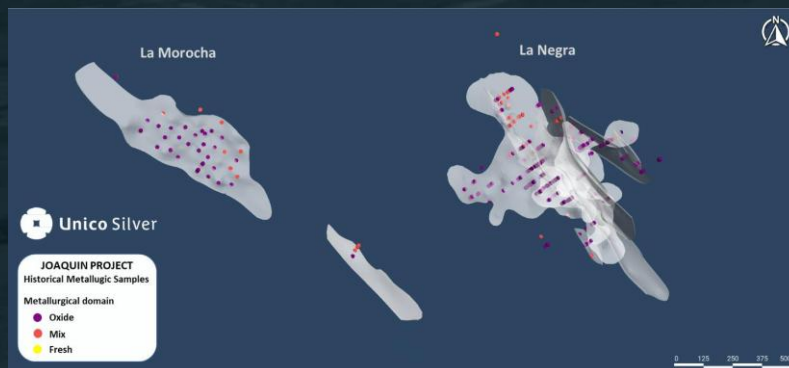 La Morocha
La Negra
N
Unico Silver
JOAQUIN PROJECT
Historical Metallugic Samples
Metallurgical domain
Oxide
Mix
Fresh
0 125 250 375 500